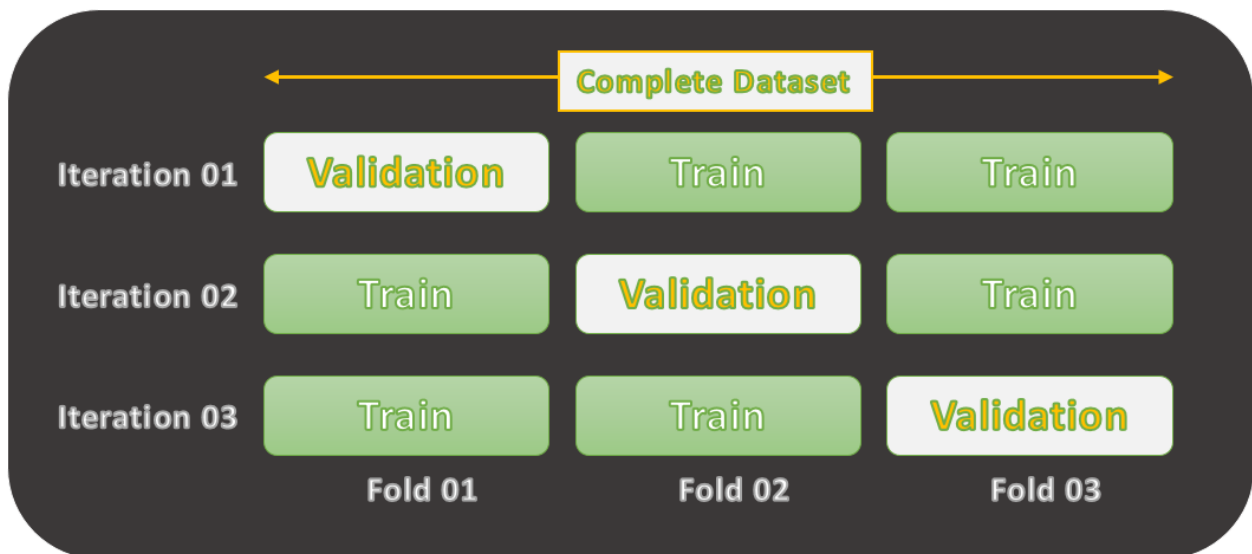 Complete Dataset
Iteration 01 Validation Train Train
Iteration 02 Train Validation Train
Iteration 03 Train Train Validation
Fold 01 Fold 02 Fold 03